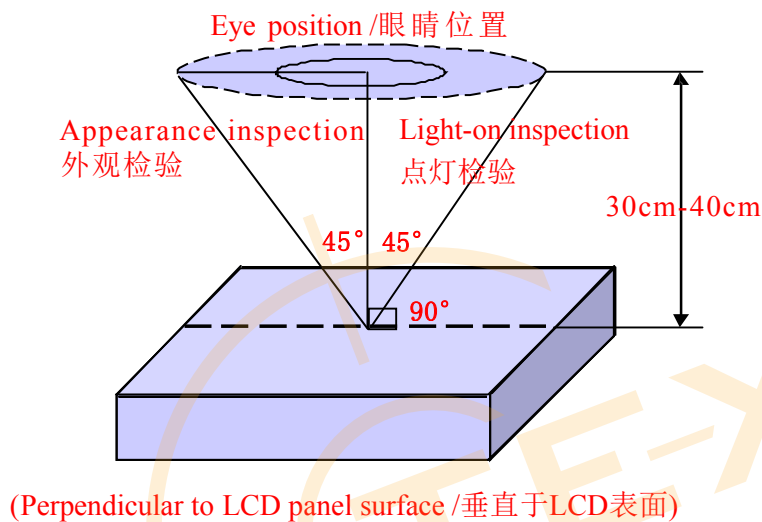 Eye position /眼睛位置
Appearance inspection
外观检验
Light-on inspection
点灯检验
30cm-40cm
45° 45°
90°
(Perpendicular to LCD panel surface /垂直于LCD表面)